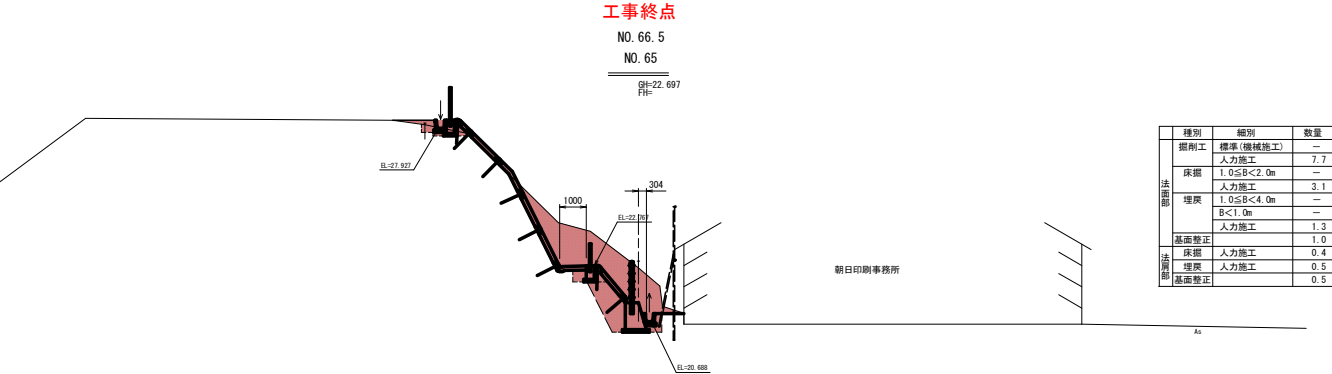 工事終点
NO. 66.5
NO. 65
GH=22.697
FH=
EL=27.927
304
1000
EL=22.767
朝日印刷事務所
EL=20.688
As
種別 細別 数量
法面部
掘削工 標準(機械施工) －
人力施工 7.7
床掘 1.0≦B<2.0m －
人力施工 3.1
埋戻 1.0≦B<4.0m －
B<1.0m －
人力施工 1.3
基面整正 1.0
法肩部
床掘 人力施工 0.4
埋戻 人力施工 0.5
基面整正 0.5